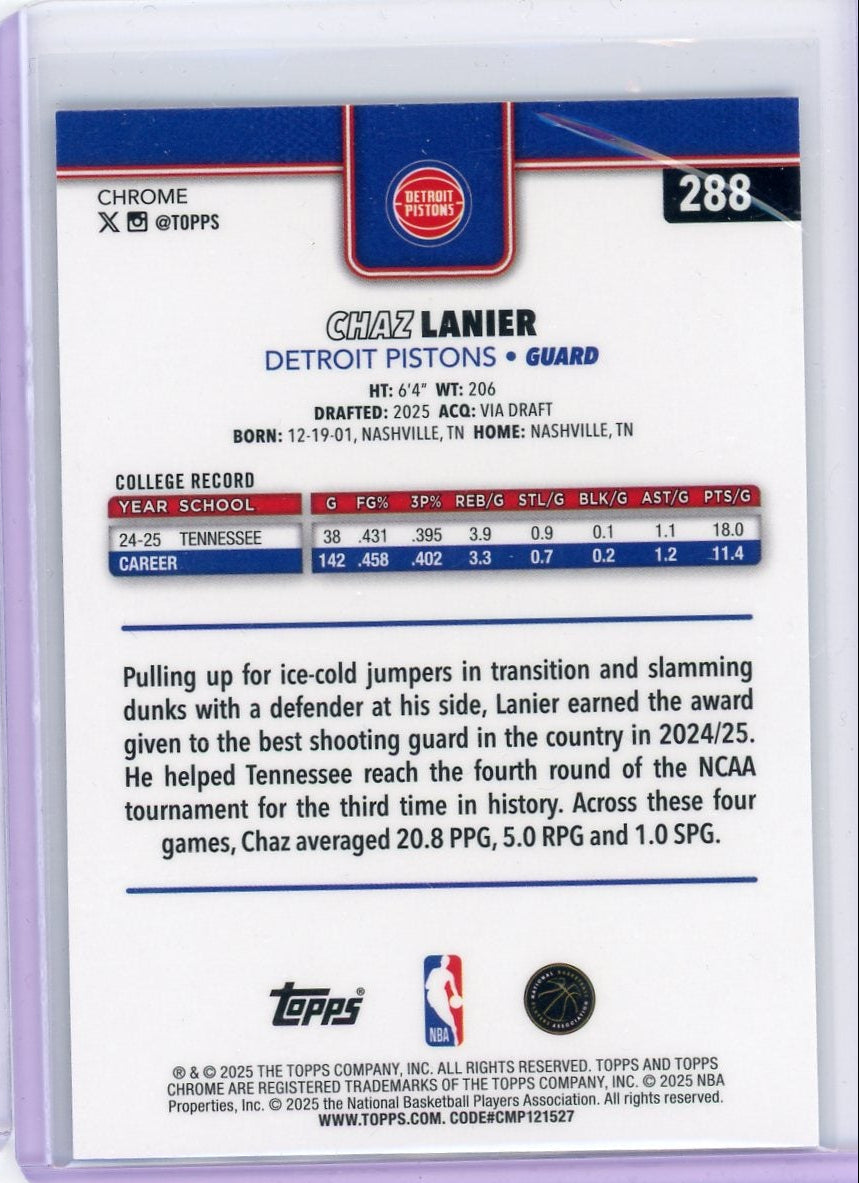 CHROME
@TOPPS
DETROIT
PISTONS
288
CHAZ LANIER
DETROIT PISTONS • GUARD
HT: 6'4" WT: 206
DRAFTED: 2025 ACQ: VIA DRAFT
BORN: 12-19-01, NASHVILLE, TN HOME: NASHVILLE, TN
COLLEGE RECORD
YEAR SCHOOL G FG% 3P% REB/G STL/G BLK/G AST/G PTS/G
24-25 TENNESSEE 38 .431 .395 3.9 0.9 0.1 1.1 18.0
CAREER 142 .458 .402 3.3 0.7 0.2 1.2 11.4
Pulling up for ice-cold jumpers in transition and slamming
dunks with a defender at his side, Lanier earned the award
given to the best shooting guard in the country in 2024/25.
He helped Tennessee reach the fourth round of the NCAA
tournament for the third time in history. Across these four
games, Chaz averaged 20.8 PPG, 5.0 RPG and 1.0 SPG.
Topps®
NBA
NATIONAL BASKETBALL PLAYERS ASSOCIATION
® & © 2025 THE TOPPS COMPANY, INC. ALL RIGHTS RESERVED. TOPPS AND TOPPS
CHROME ARE REGISTERED TRADEMARKS OF THE TOPPS COMPANY, INC. © 2025 NBA
Properties, Inc. © 2025 the National Basketball Players Association. All rights reserved.
WWW.TOPPS.COM. CODE#CMP121527